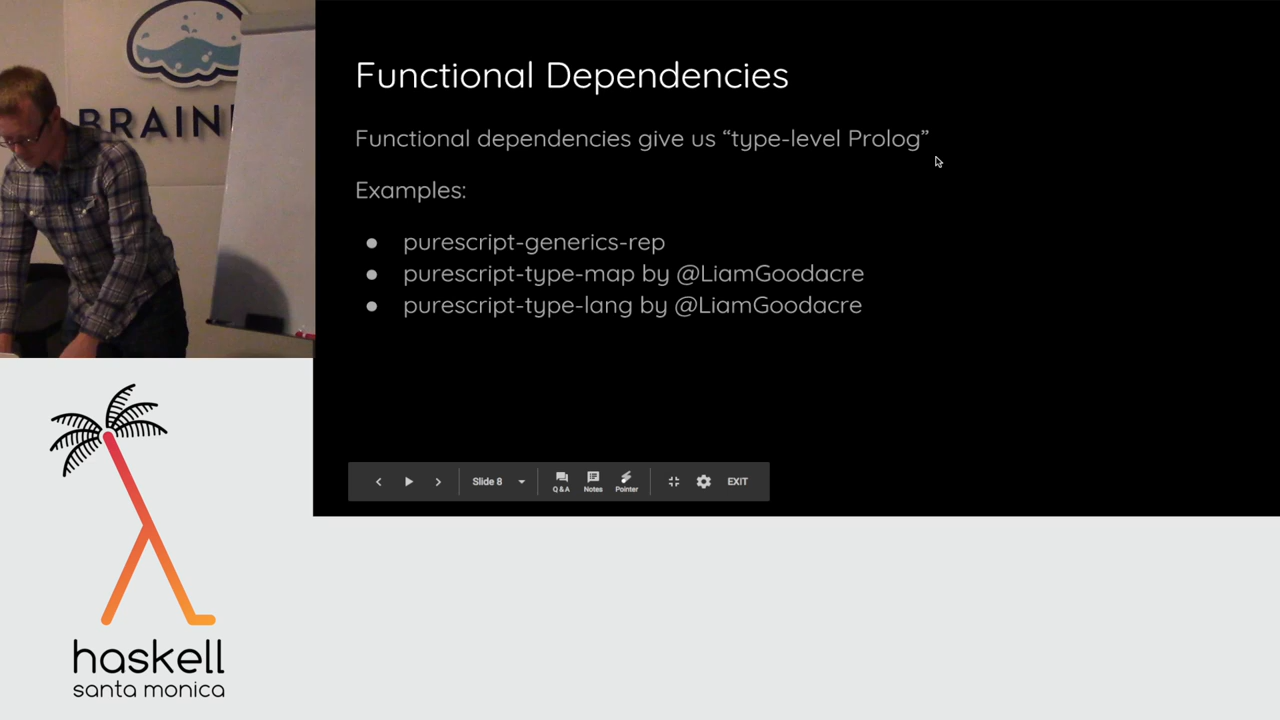 BRAIN
Functional Dependencies
Functional dependencies give us “type-level Prolog”
Examples:
● purescript-generics-rep
● purescript-type-map by @LiamGoodacre
● purescript-type-lang by @LiamGoodacre
Slide 8
Q & A
Notes
Pointer
EXIT
haskell
santa monica